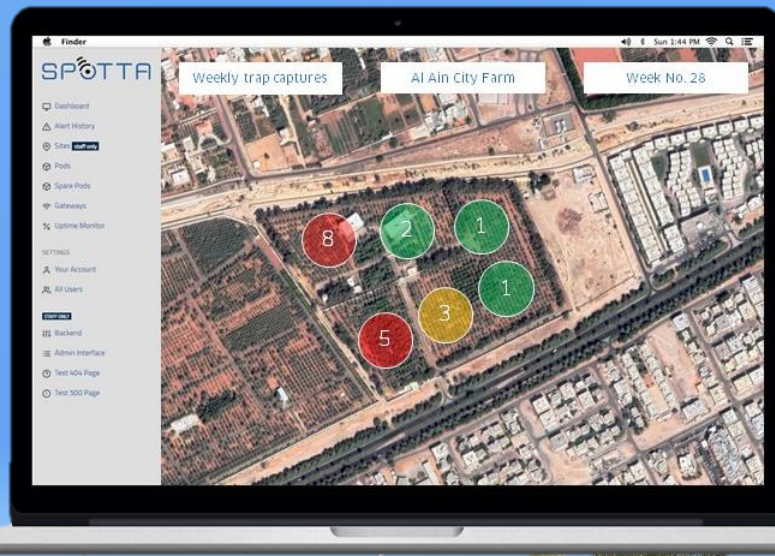 Finder
Sun 1:44 PM
SPOTTA
Weekly trap captures
Al Ain City Farm
Week No. 28
Dashboard
Alert History
Sites staff only
Pods
Spare Pods
Gateways
Uptime Monitor
SETTINGS
Your Account
All Users
STAFF ONLY
Backend
Admin Interface
Test 404 Page
Test 500 Page
8
2
1
1
3
5